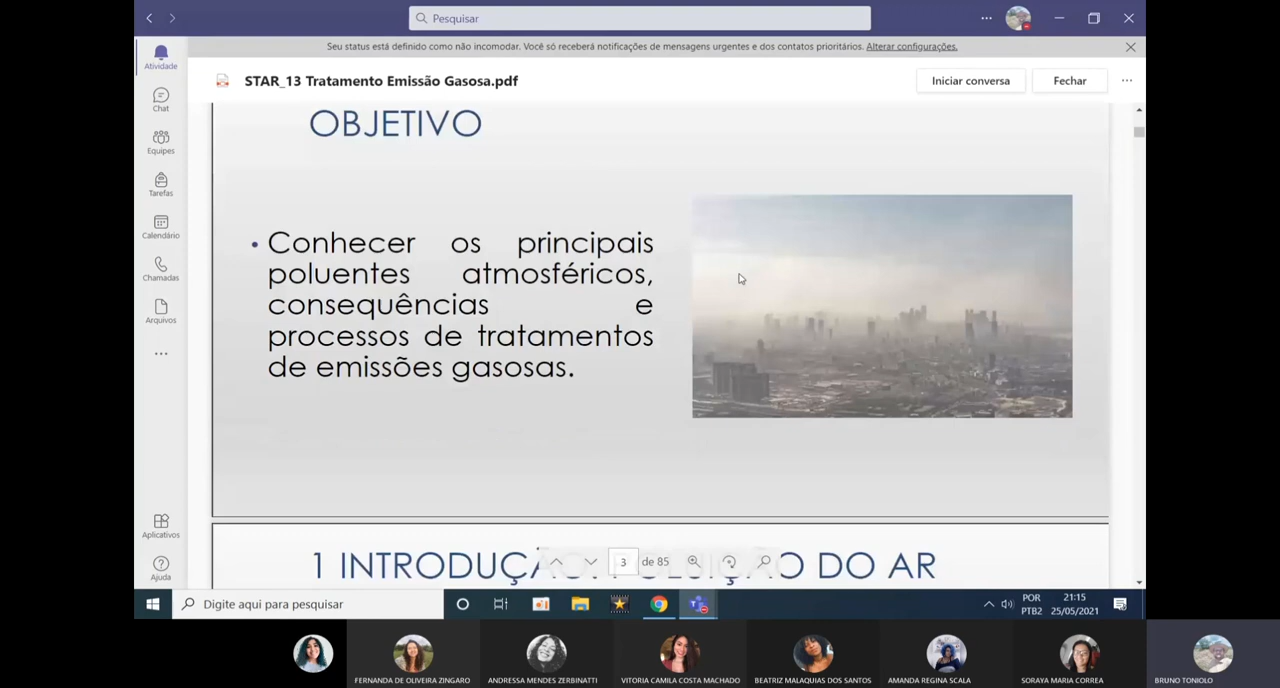 Pesquisar
Seu status está definido como não incomodar. Você só receberá notificações de mensagens urgentes e dos contatos prioritários. Alterar configurações.
Atividade
STAR_13 Tratamento Emissão Gasosa.pdf
Iniciar conversa
Fechar
Chat
Equipes
Tarefas
Calendário
Chamadas
Arquivos
Aplicativos
Ajuda
OBJETIVO
• Conhecer os principais
poluentes atmosféricos,
consequências e
processos de tratamentos
de emissões gasosas.
1 INTRODUÇÃO: POLUIÇÃO DO AR
3 de 85
Digite aqui para pesquisar
POR
PTB2
21:15
25/05/2021
FERNANDA DE OLIVEIRA ZINGARO
ANDRESSA MENDES ZERBINATTI
VITORIA CAMILA COSTA MACHADO
BEATRIZ MALAQUIAS DOS SANTOS
AMANDA REGINA SCALA
SORAYA MARIA CORREA
BRUNO TONIOLO